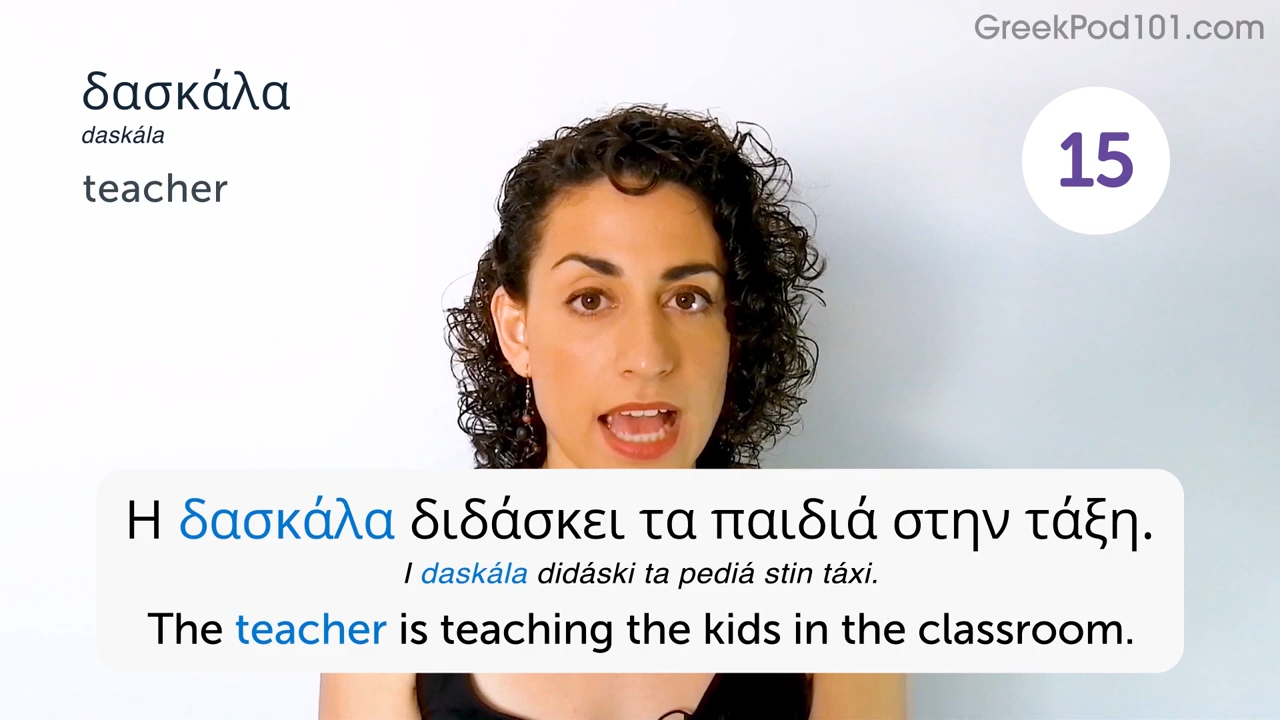 GreekPod101.com
δασκάλα
daskála
teacher
15
Η δασκάλα διδάσκει τα παιδιά στην τάξη.
I daskála didáski ta pediá stin táxi.
The teacher is teaching the kids in the classroom.